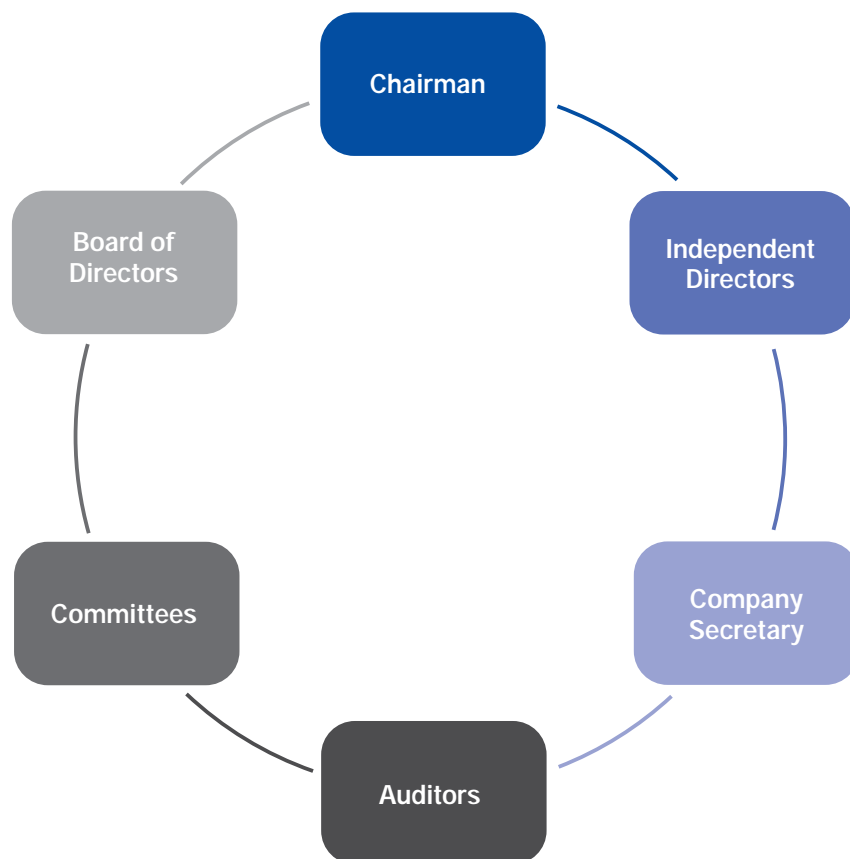 Chairman
Independent
Directors
Company
Secretary
Auditors
Committees
Board of
Directors